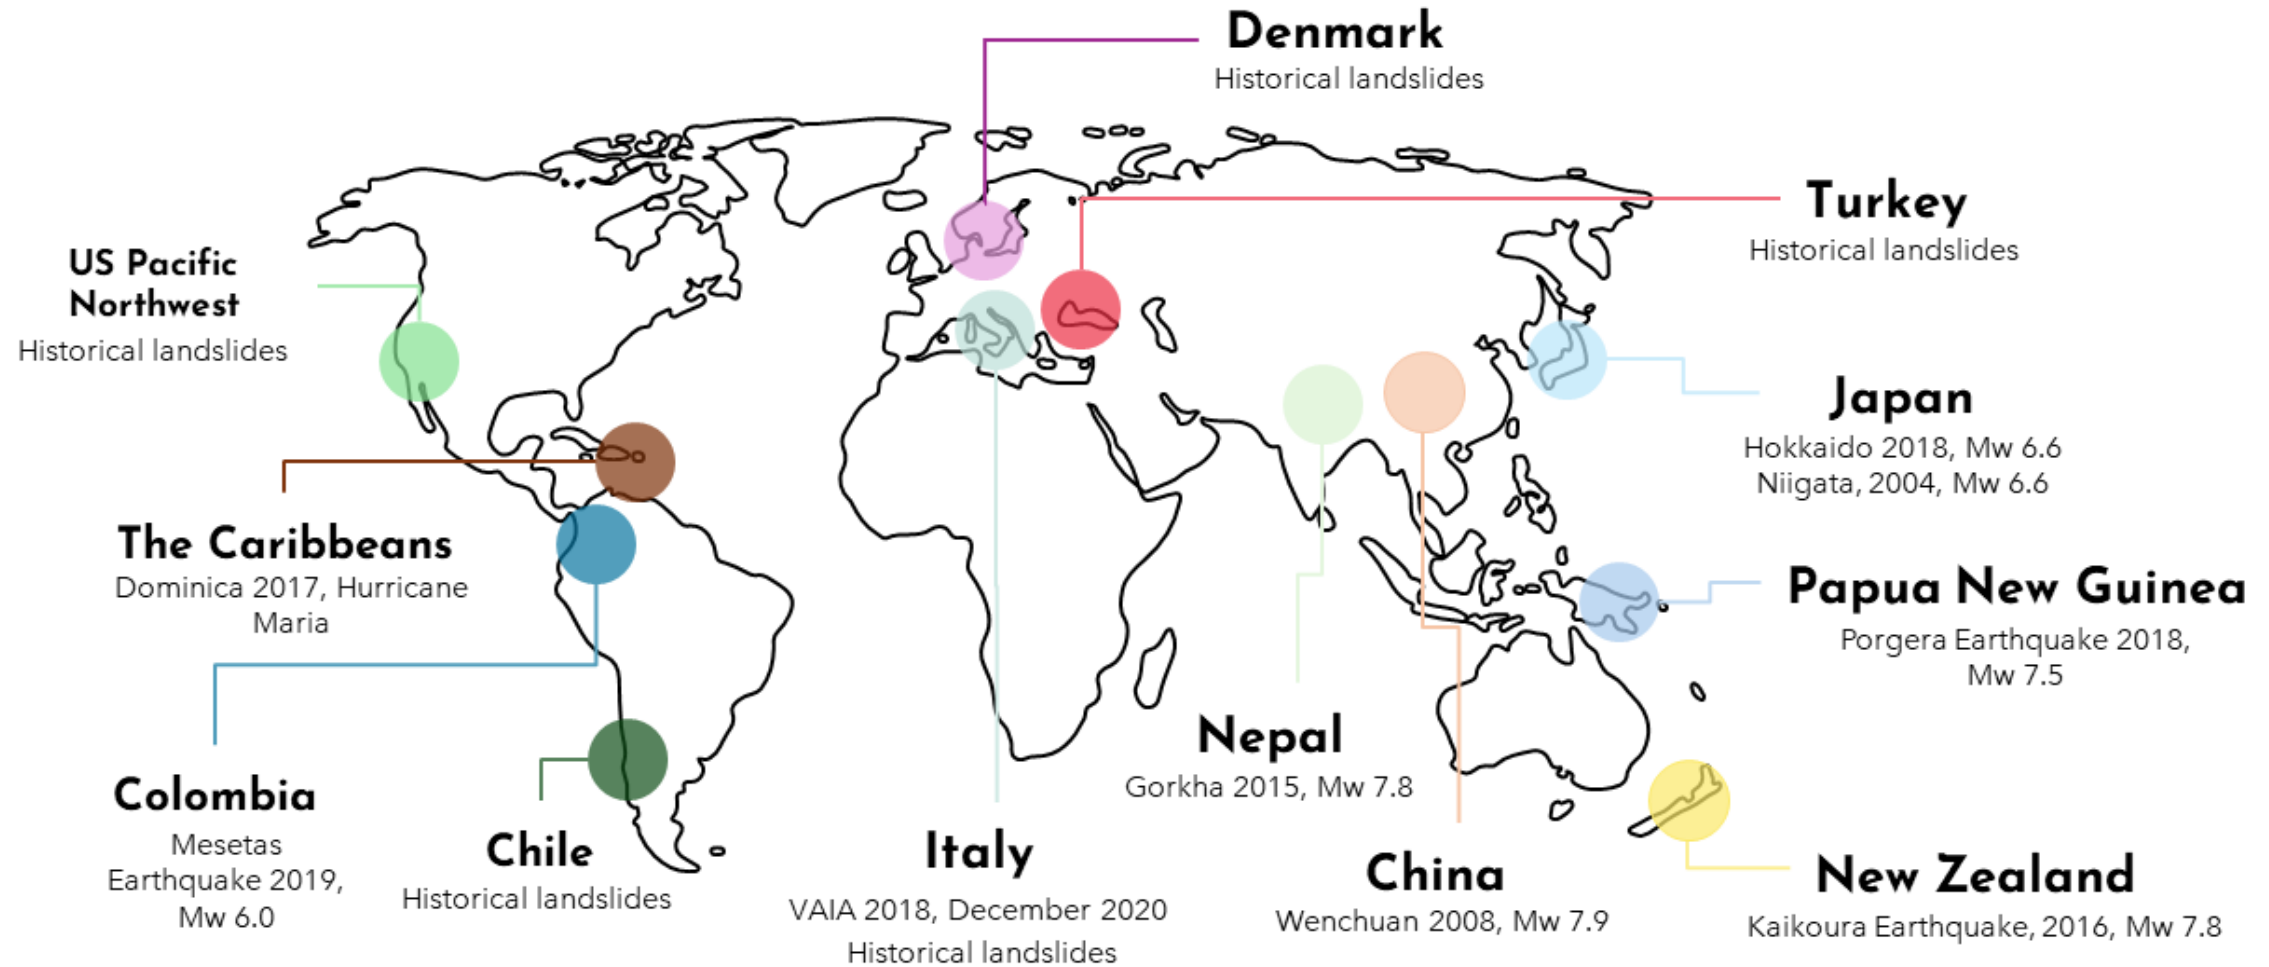 Denmark
Historical landslides
Turkey
Historical landslides
US Pacific
Northwest
Historical landslides
Japan
Hokkaido 2018, Mw 6.6
Niigata, 2004, Mw 6.6
The Caribbeans
Dominica 2017, Hurricane
Maria
Papua New Guinea
Porgera Earthquake 2018,
Mw 7.5
Colombia
Mesetas
Earthquake 2019,
Mw 6.0
Chile
Historical landslides
Italy
VAIA 2018, December 2020
Historical landslides
Nepal
Gorkha 2015, Mw 7.8
China
Wenchuan 2008, Mw 7.9
New Zealand
Kaikoura Earthquake, 2016, Mw 7.8